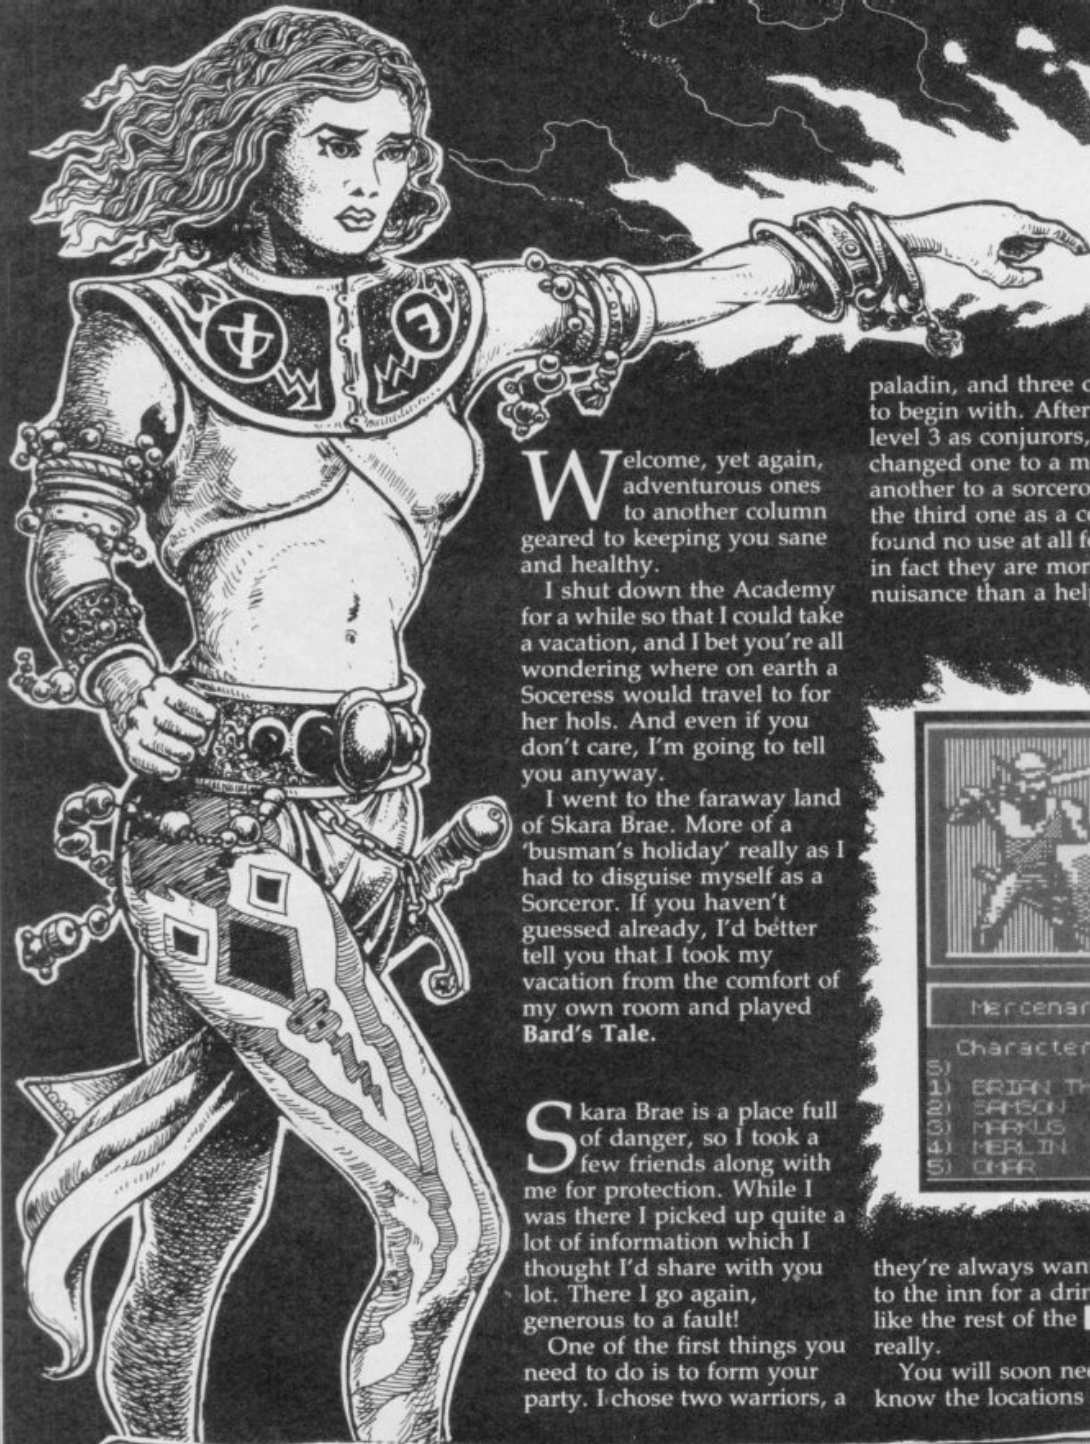 Welcome, yet again,
adventurous ones
to another column
geared to keeping you sane
and healthy.
I shut down the Academy
for a while so that I could take
a vacation, and I bet you're all
wondering where on earth a
Soceress would travel to for
her hols. And even if you
don't care, I'm going to tell
you anyway.
I went to the faraway land
of Skara Brae. More of a
'busman's holiday' really as I
had to disguise myself as a
Sorceror. If you haven't
guessed already, I'd better
tell you that I took my
vacation from the comfort of
my own room and played
Bard's Tale.
Skara Brae is a place full
of danger, so I took a
few friends along with
me for protection. While I
was there I picked up quite a
lot of information which I
thought I'd share with you
lot. There I go again,
generous to a fault!
One of the first things you
need to do is to form your
party. I chose two warriors, a
paladin, and three
to begin with. After
level 3 as conjurors,
changed one to a
another to a
the third one as a
found no use at all
in fact they are
nuisance than a
Character
S)
1) BRIAN
2) SAMSON
3) MARKUS
4) MERLIN
5) OMAR
they're always
to the inn for a
like the rest of the
really.
You will soon
know the locations